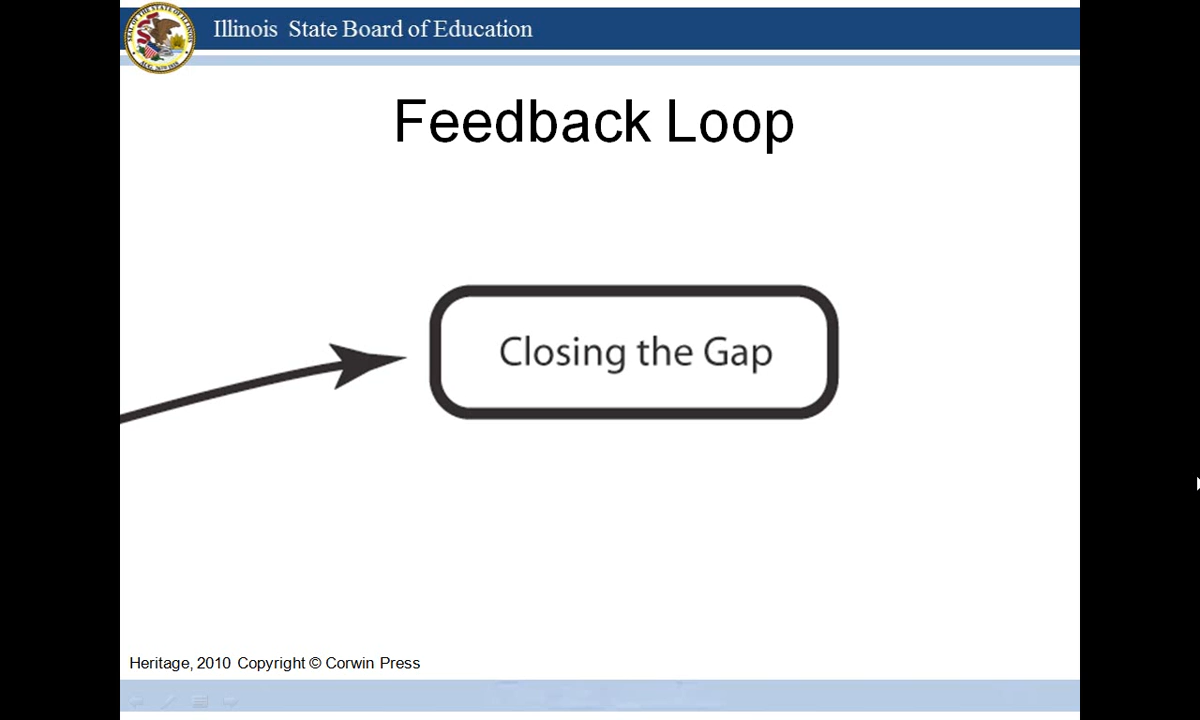 Illinois State Board of Education
Feedback Loop
Closing the Gap
Heritage, 2010 Copyright © Corwin Press